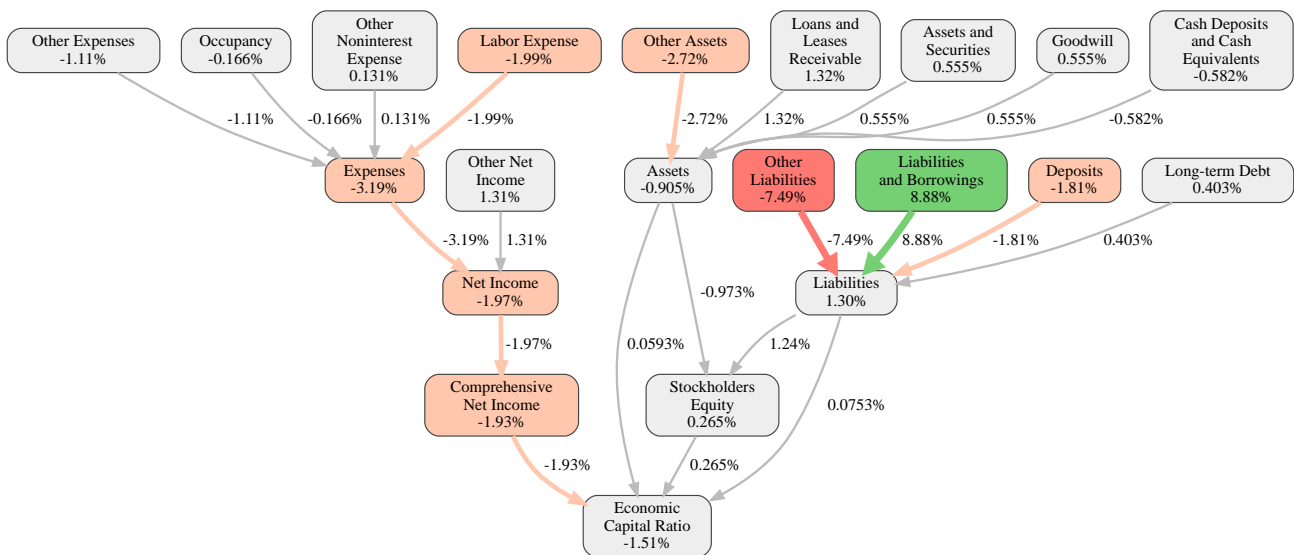 Other Expenses
-1.11%
Occupancy
-0.166%
Other
Noninterest
Expense
0.131%
Labor Expense
-1.99%
Other Assets
-2.72%
Loans and
Leases
Receivable
1.32%
Assets and
Securities
0.555%
Goodwill
0.555%
Cash Deposits
and Cash
Equivalents
-0.582%
-1.11%
-0.166%
0.131%
-1.99%
-2.72%
1.32%
0.555%
0.555%
-0.582%
Expenses
-3.19%
Other Net
Income
1.31%
Assets
-0.905%
Other
Liabilities
-7.49%
Liabilities
and Borrowings
8.88%
Deposits
-1.81%
Long-term Debt
0.403%
-3.19%
1.31%
-7.49%
8.88%
-1.81%
0.403%
Net Income
-1.97%
-0.973%
Liabilities
1.30%
-1.97%
0.0593%
1.24%
Comprehensive
Net Income
-1.93%
Stockholders
Equity
0.265%
0.0753%
-1.93%
0.265%
Economic
Capital Ratio
-1.51%